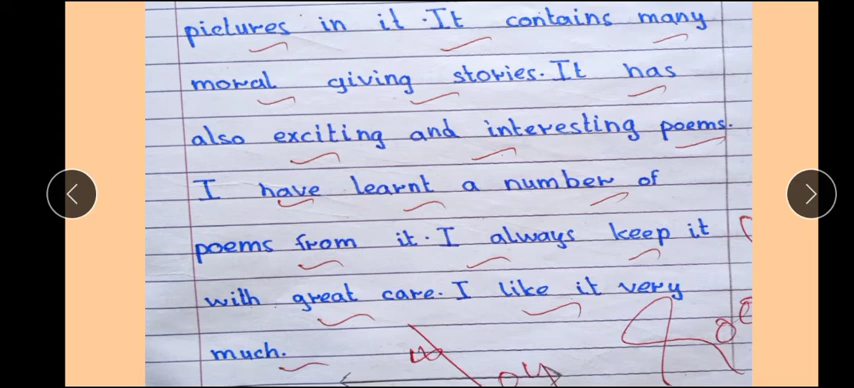 pictures in it. It contains many
moral giving stories. It has
also exciting and interesting poems.
I have learnt a number of
poems from it. I always keep it
with great care. I like it very
much.